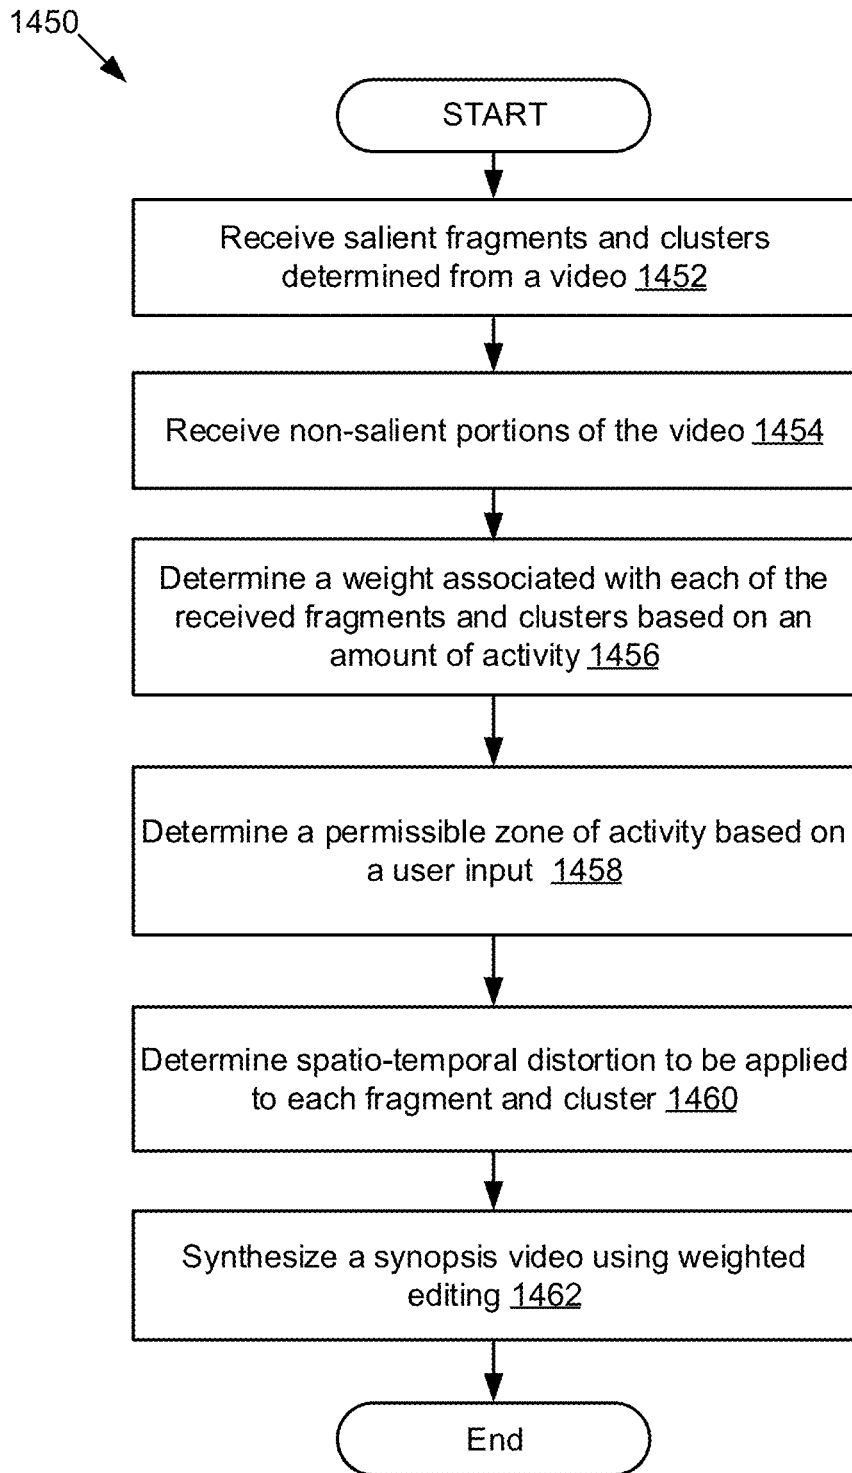 1450
START
Receive salient fragments and clusters
determined from a video 1452
Receive non-salient portions of the video 1454
Determine a weight associated with each of the
received fragments and clusters based on an
amount of activity 1456
Determine a permissible zone of activity based on
a user input 1458
Determine spatio-temporal distortion to be applied
to each fragment and cluster 1460
Synthesize a synopsis video using weighted
editing 1462
End